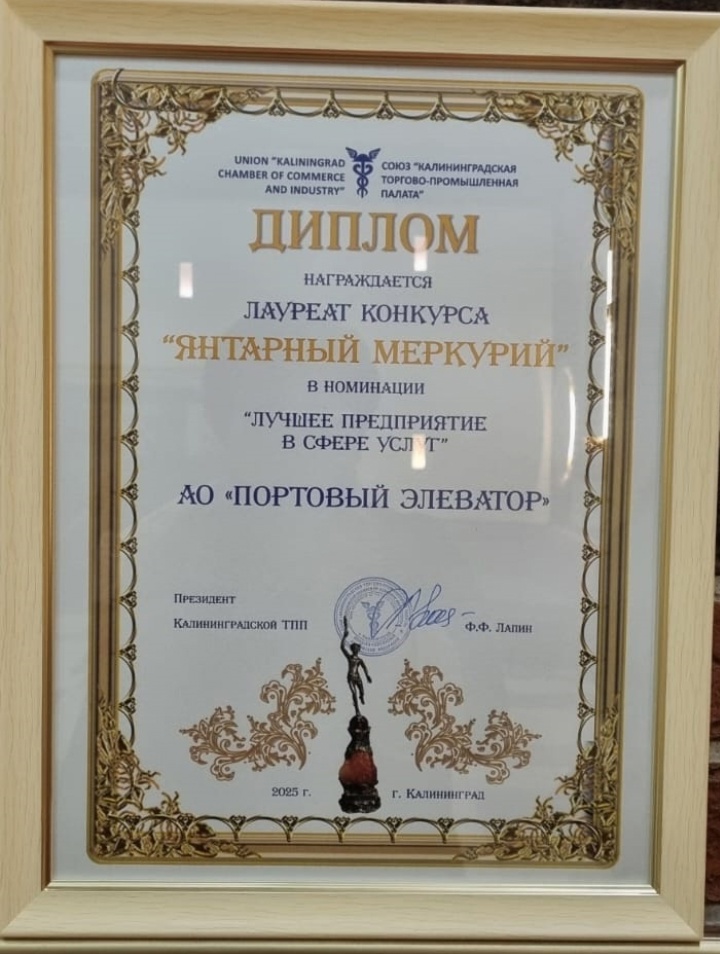 UNION "KALININGRAD
CHAMBER OF COMMERCE
AND INDUSTRY"
СОЮЗ "КАЛИНИНГРАДСКАЯ
ТОРГОВО-ПРОМЫШЛЕННАЯ
ПАЛАТА"
ДИПЛОМ
НАГРАЖДАЕТСЯ
ЛАУРЕАТ КОНКУРСА
"ЯНТАРНЫЙ МЕРКУРИЙ"
В НОМИНАЦИИ
"ЛУЧШЕЕ ПРЕДПРИЯТИЕ
В СФЕРЕ УСЛУГ"
АО «ПОРТОВЫЙ ЭЛЕВАТОР»
ПРЕЗИДЕНТ
КАЛИНИНГРАДСКОЙ ТПП
Ф.Ф. ЛАПИН
2025 г. г. КАЛИНИНГРАД